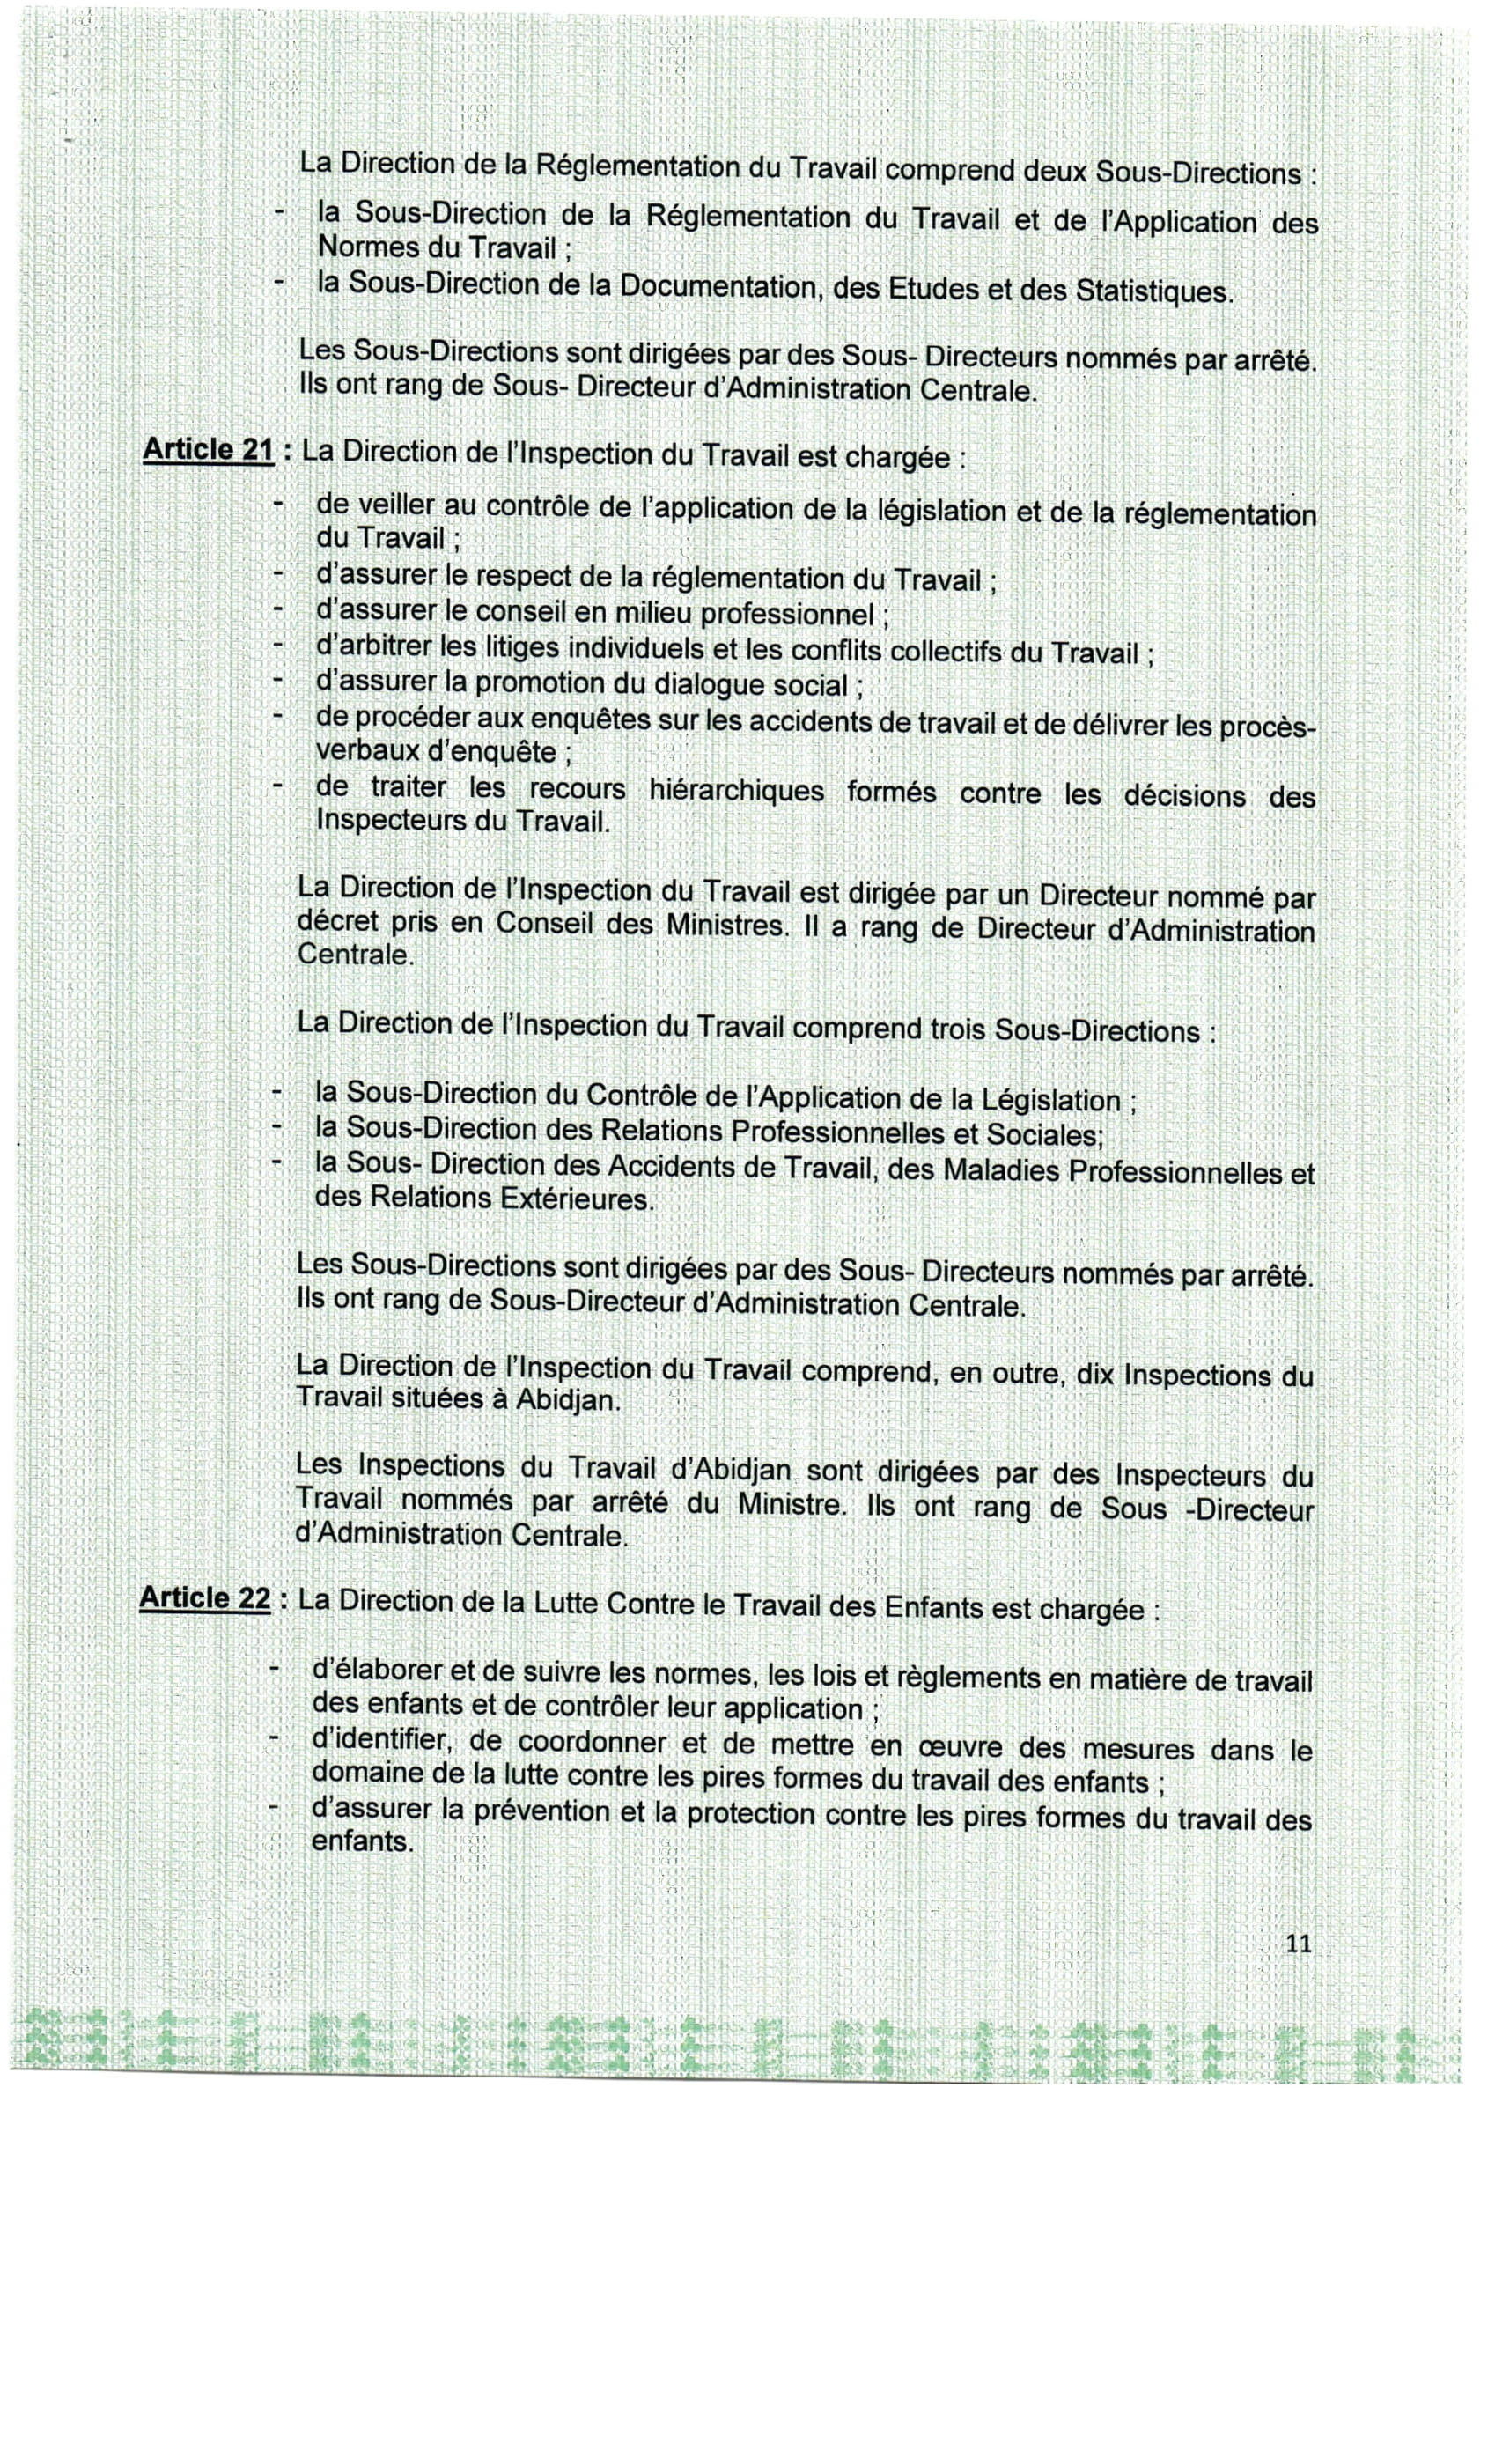 La Direction de la Réglementation du Travail comprend deux Sous-Directions :
- la Sous-Direction de la Réglementation du Travail et de l'Application des
Normes du Travail ;
- la Sous-Direction de la Documentation, des Etudes et des Statistiques.
Les Sous-Directions sont dirigées par des Sous- Directeurs nommés par arrêté.
Ils ont rang de Sous- Directeur d'Administration Centrale.
Article 21 : La Direction de l'Inspection du Travail est chargée :
- de veiller au contrôle de l'application de la législation et de la réglementation
du Travail ;
- d'assurer le respect de la réglementation du Travail ;
- d'assurer le conseil en milieu professionnel ;
- d'arbitrer les litiges individuels et les conflits collectifs du Travail ;
- d'assurer la promotion du dialogue social ;
- de procéder aux enquêtes sur les accidents de travail et de délivrer les procès-
verbaux d'enquête ;
- de traiter les recours hiérarchiques formés contre les décisions des
Inspecteurs du Travail.
La Direction de l'Inspection du Travail est dirigée par un Directeur nommé par
décret pris en Conseil des Ministres. Il a rang de Directeur d'Administration
Centrale.
La Direction de l'Inspection du Travail comprend trois Sous-Directions :
- la Sous-Direction du Contrôle de l'Application de la Législation ;
- la Sous-Direction des Relations Professionnelles et Sociales;
- la Sous- Direction des Accidents de Travail, des Maladies Professionnelles et
des Relations Extérieures.
Les Sous-Directions sont dirigées par des Sous- Directeurs nommés par arrêté.
Ils ont rang de Sous-Directeur d'Administration Centrale.
La Direction de l'Inspection du Travail comprend, en outre, dix Inspections du
Travail situées à Abidjan.
Les Inspections du Travail d'Abidjan sont dirigées par des Inspecteurs du
Travail nommés par arrêté du Ministre. Ils ont rang de Sous -Directeur
d'Administration Centrale.
Article 22 : La Direction de la Lutte Contre le Travail des Enfants est chargée :
- d'élaborer et de suivre les normes, les lois et règlements en matière de travail
des enfants et de contrôler leur application ;
- d'identifier, de coordonner et de mettre en œuvre des mesures dans le
domaine de la lutte contre les pires formes du travail des enfants ;
- d'assurer la prévention et la protection contre les pires formes du travail des
enfants.
11